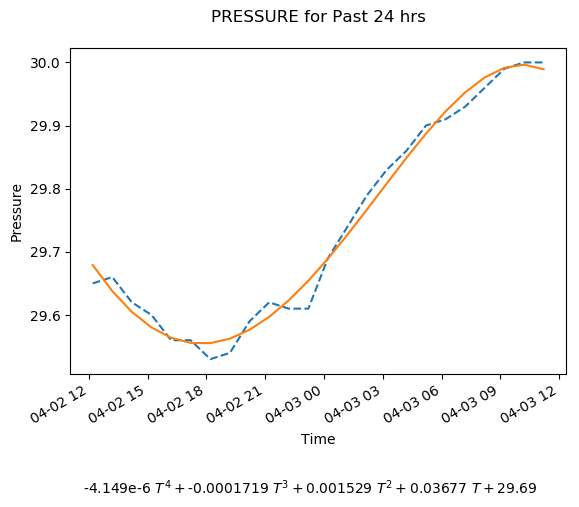 PRESSURE for Past 24 hrs
30.0
29.9
29.8
29.7
29.6
Pressure
04-02 12 04-02 15 04-02 18 04-02 21 04-03 00 04-03 03 04-03 06 04-03 09 04-03 12
Time
-4.149e-6 T^4 + -0.0001719 T^3 + 0.001529 T^2 + 0.03677 T + 29.69